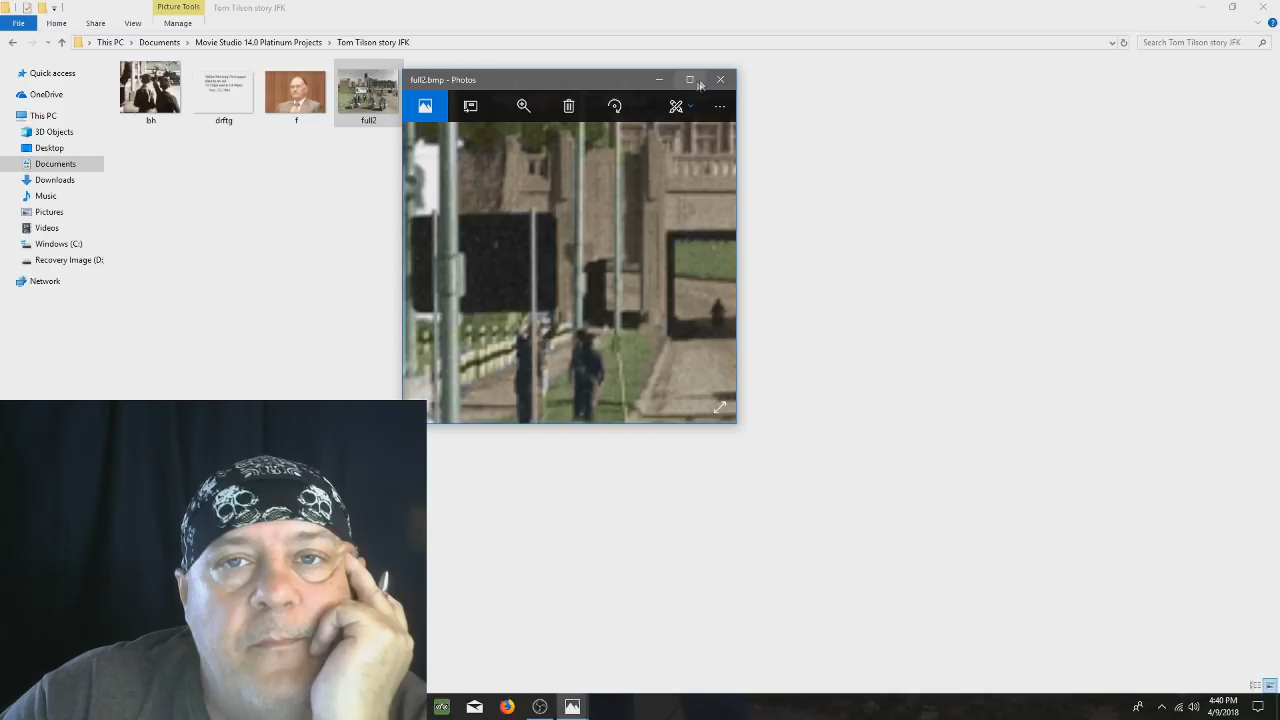 Picture Tools
Tom Tilson story JFK
File
Home
Share
View
Manage
This PC
Documents
Movie Studio 14.0 Platinum Projects
Tom Tilson story JFK
Search Tom Tilson story JFK
Quick access
OneDrive
This PC
3D Objects
Desktop
Documents
Downloads
Music
Pictures
Videos
Windows (C:)
Recovery Image (D:
Network
bh
drftg
f
full2
full2.bmp - Photos
4:40 PM
4/9/2018